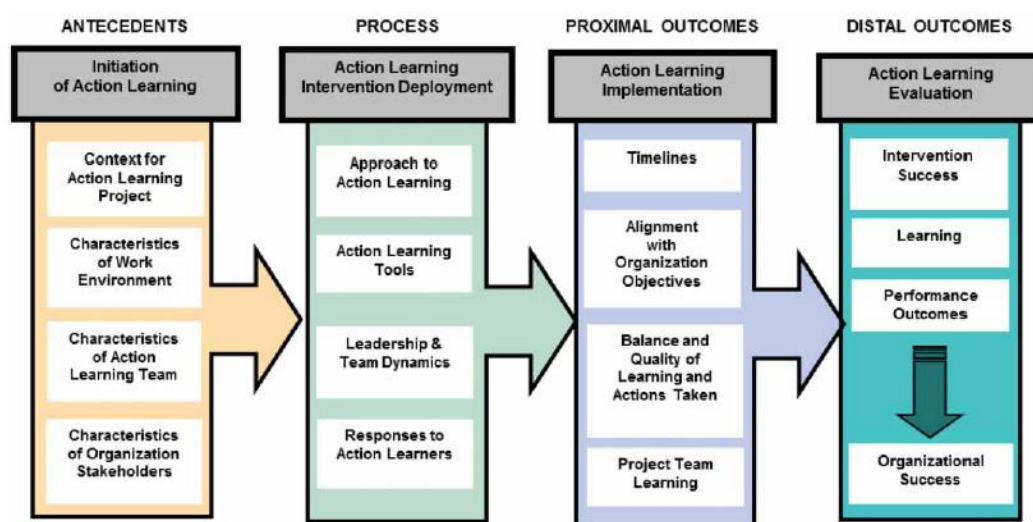 ANTECEDENTS
Initiation
of Action Learning
Context for
Action Learning
Project
Characteristics
of Work
Environment
Characteristics
of Action
Learning Team
Characteristics
of Organization
Stakeholders
PROCESS
Action Learning
Intervention Deployment
Approach to
Action Learning
Action Learning
Tools
Leadership &
Team Dynamics
Responses to
Action Learners
PROXIMAL OUTCOMES
Action Learning
Implementation
Timelines
Alignment
with
Organization
Objectives
Balance and
Quality of
Learning and
Actions Taken
Project Team
Learning
DISTAL OUTCOMES
Action Learning
Evaluation
Intervention
Success
Learning
Performance
Outcomes
Organizational
Success